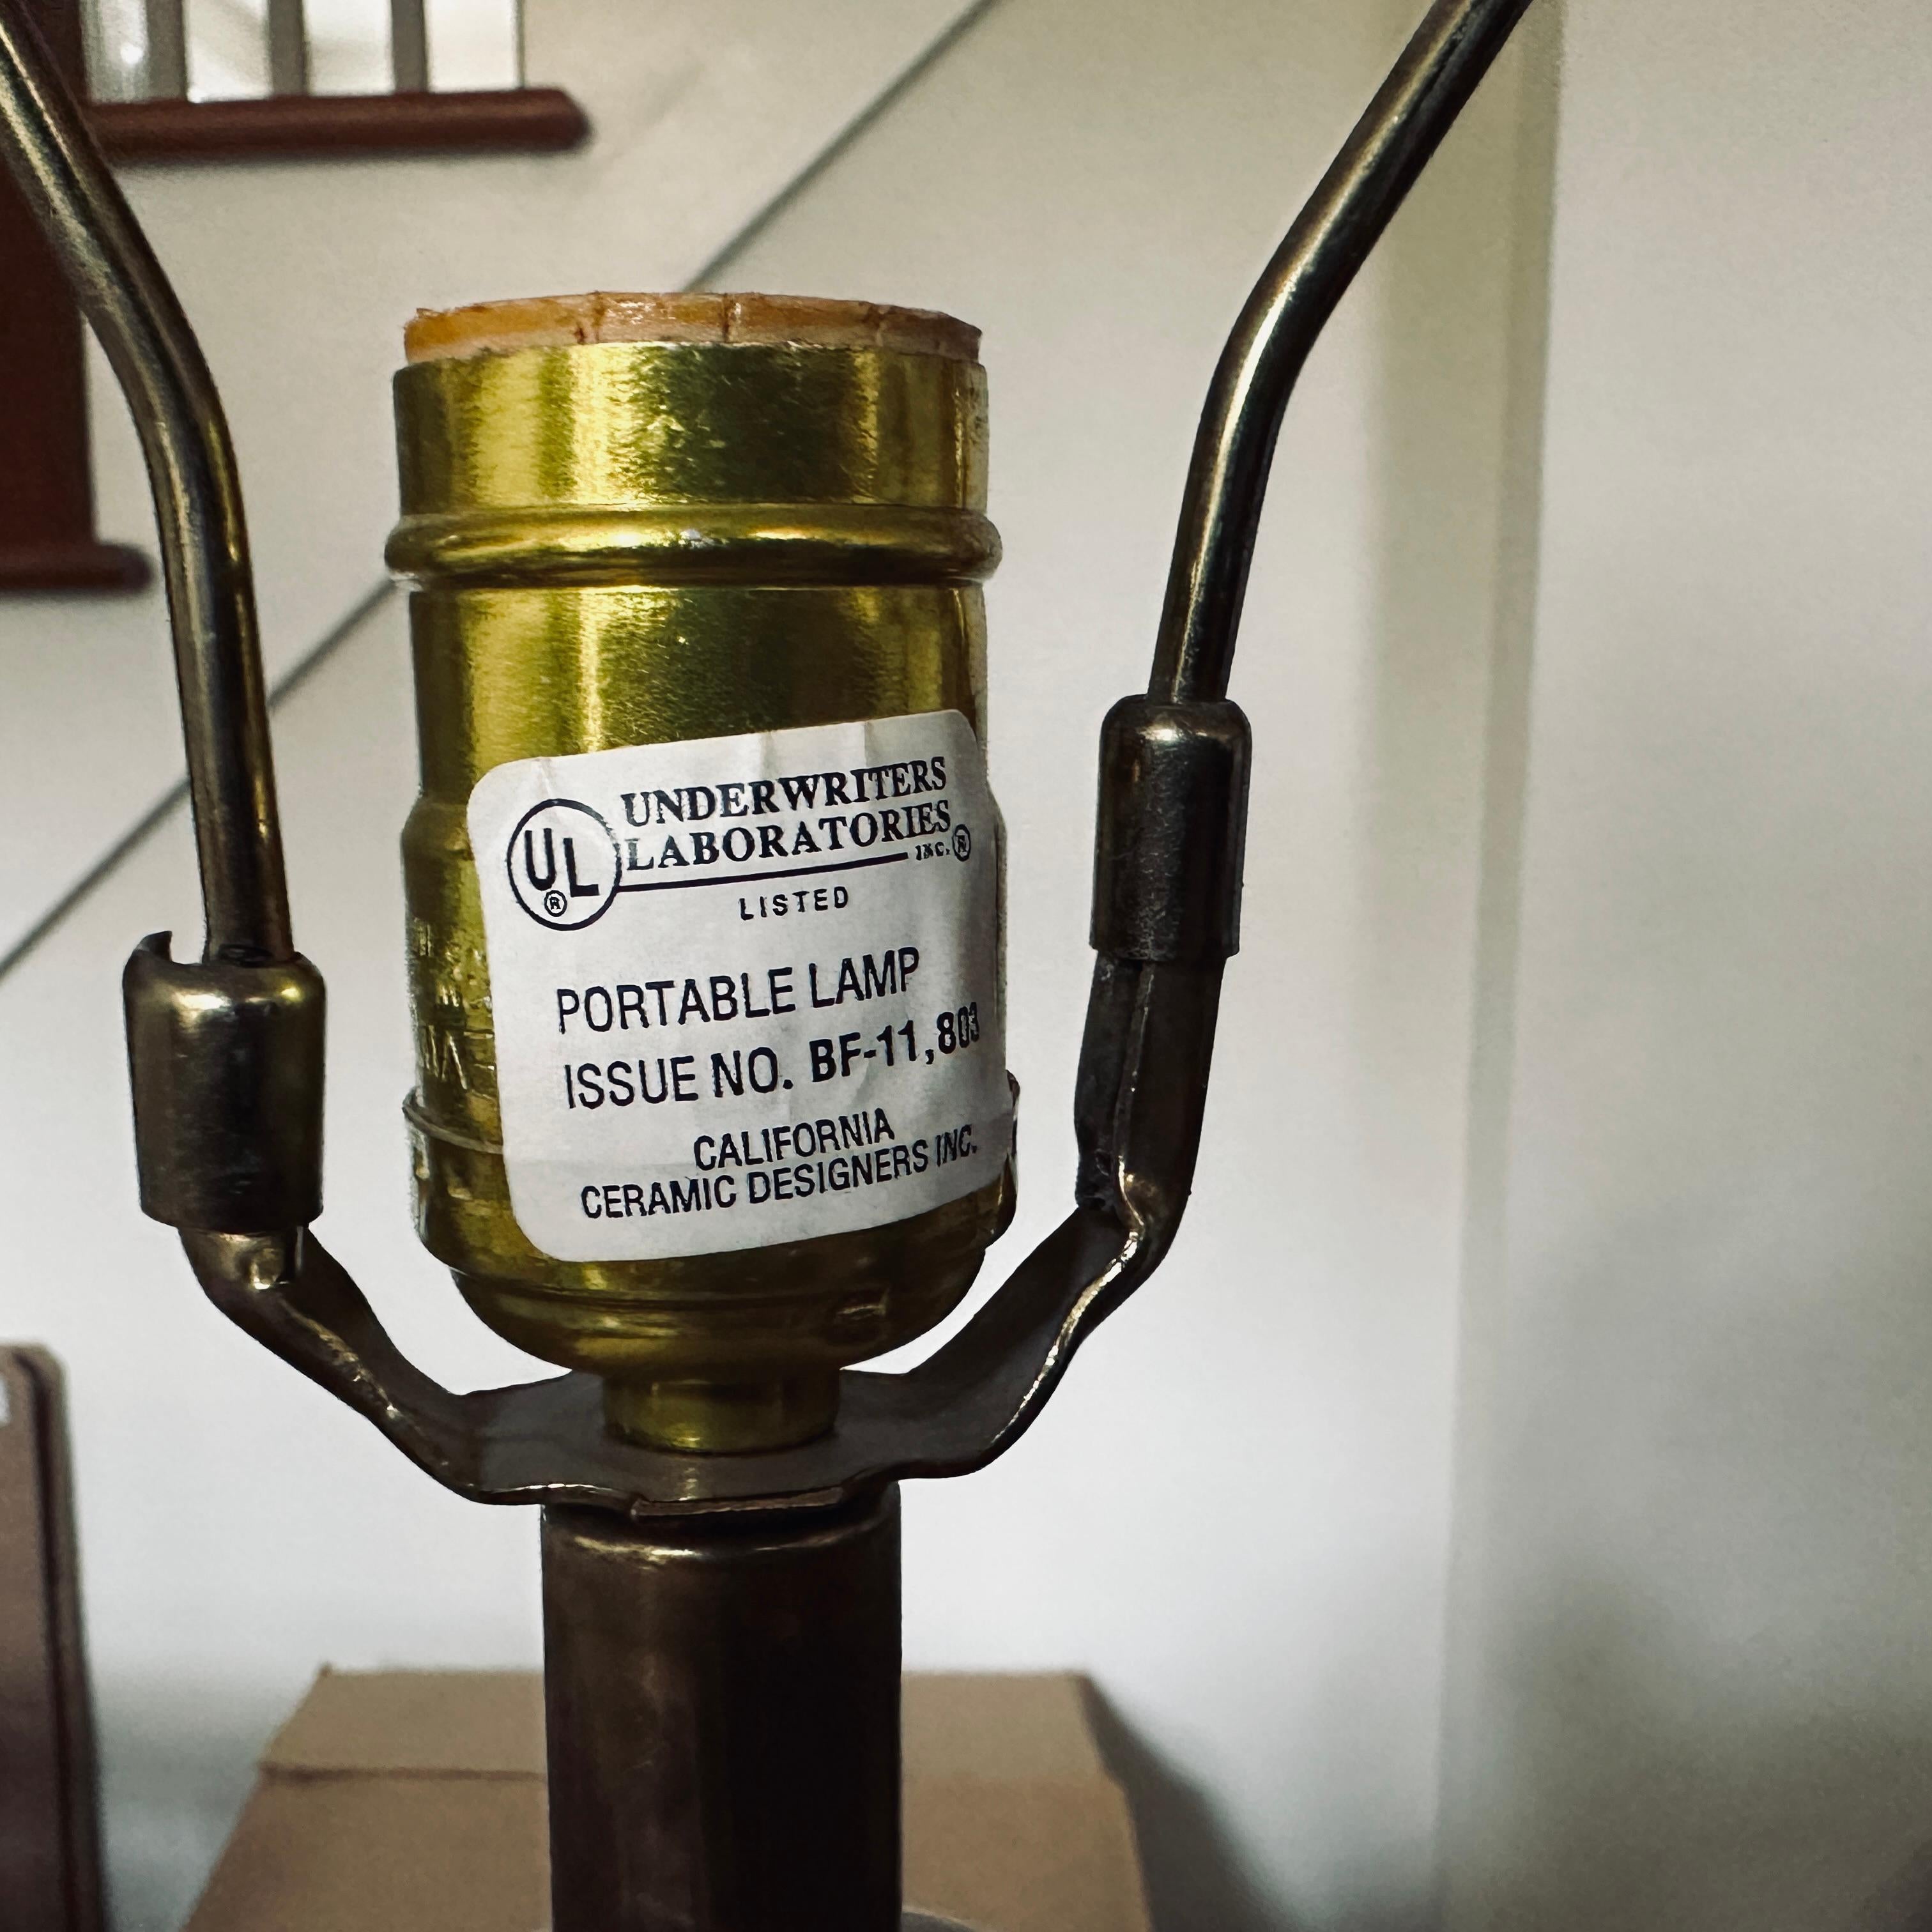 UL®
UNDERWRITERS
LABORATORIES
INC.®
LISTED
PORTABLE LAMP
ISSUE NO. BF-11,803
CALIFORNIA
CERAMIC DESIGNERS INC.